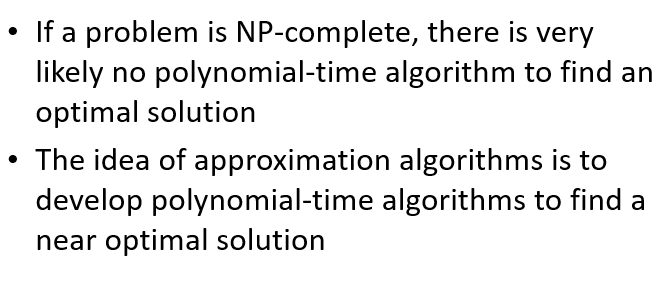 • If a problem is NP-complete, there is very
likely no polynomial-time algorithm to find an
optimal solution
• The idea of approximation algorithms is to
develop polynomial-time algorithms to find a
near optimal solution